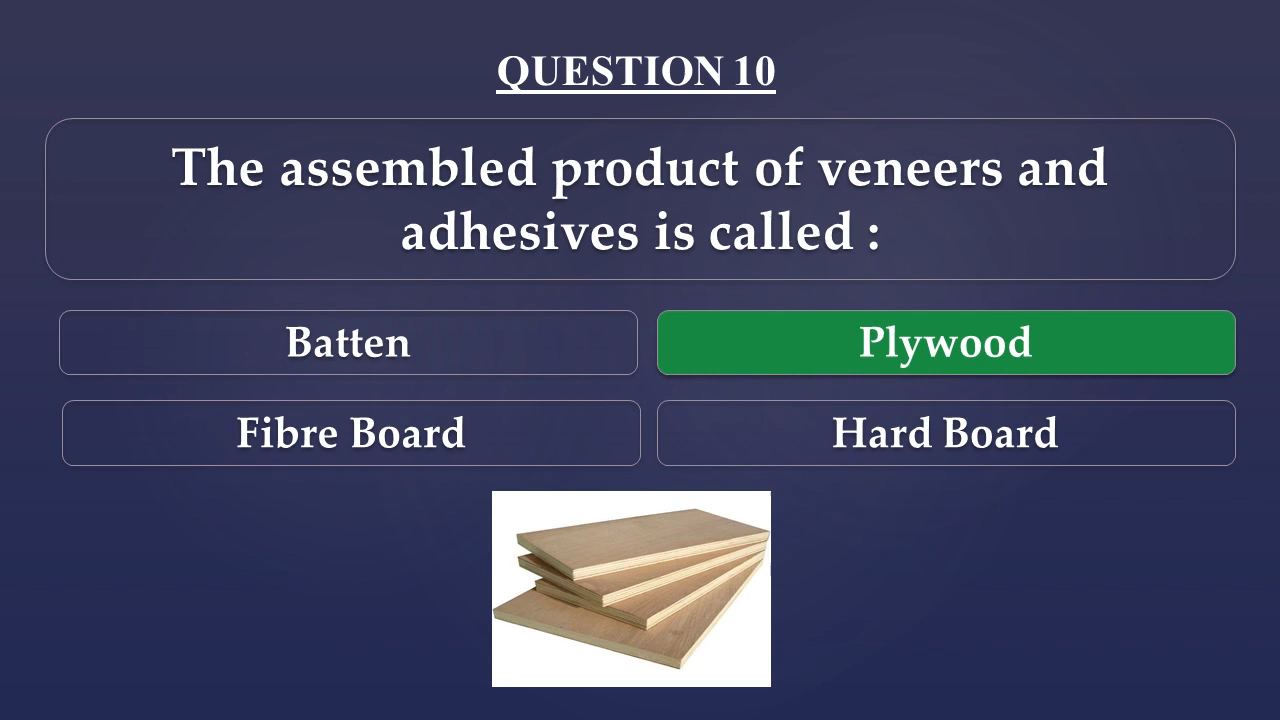 QUESTION 10
The assembled product of veneers and
adhesives is called :
Batten
Plywood
Fibre Board
Hard Board